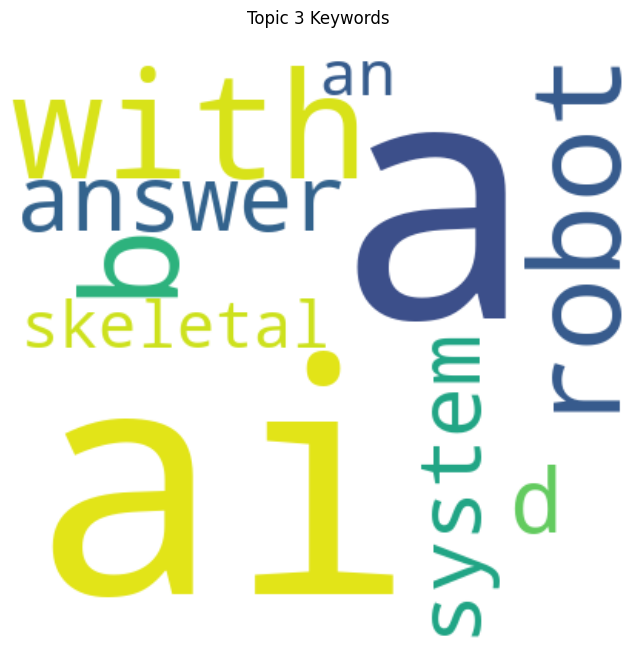 Topic 3 Keywords
an
with
a
robot
answer
b
skeletal
ai
system
d